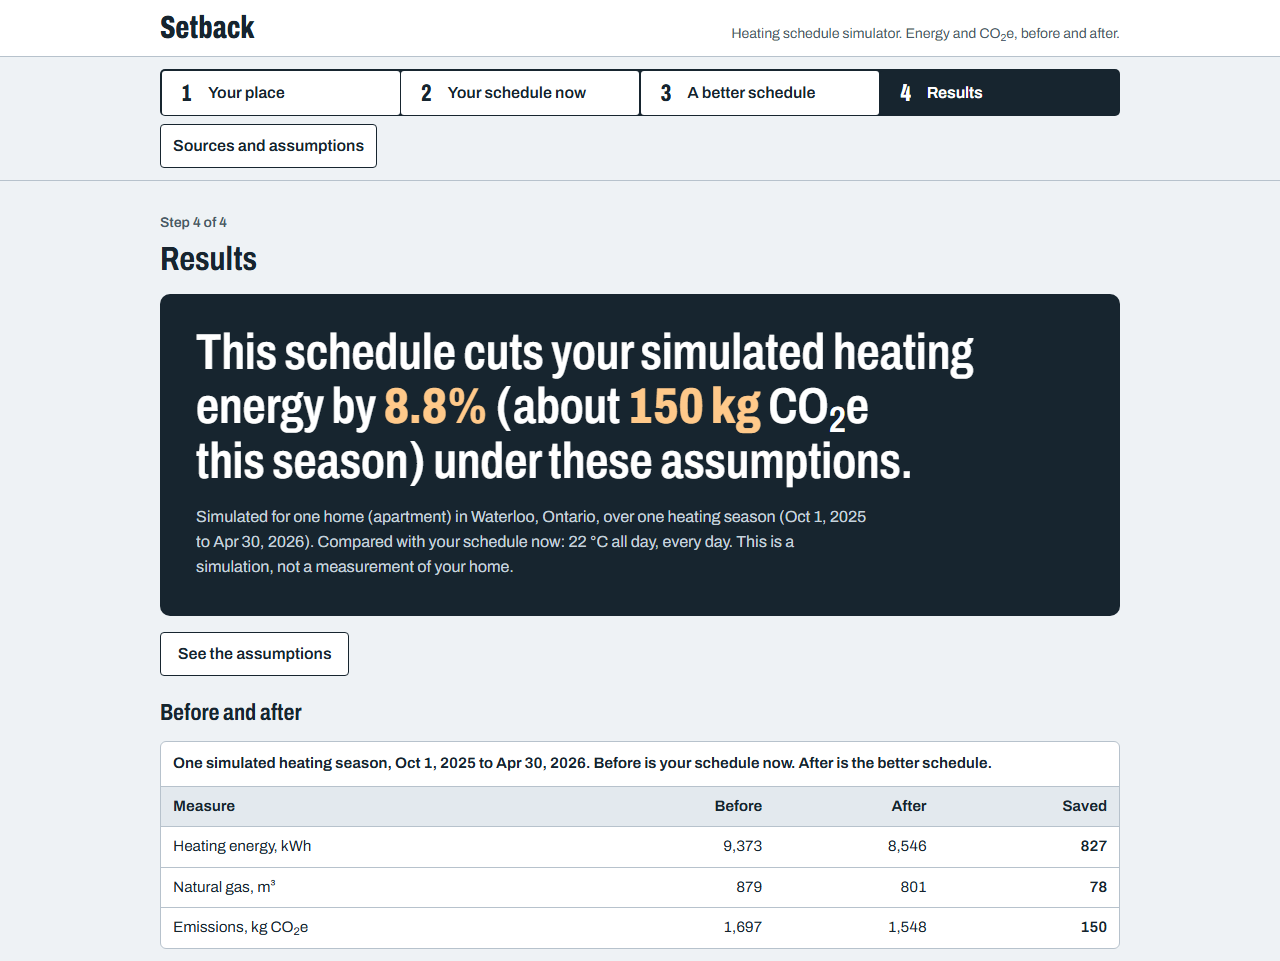 Setback
Heating schedule simulator. Energy and CO₂e, before and after.
1 Your place
2 Your schedule now
3 A better schedule
4 Results
Sources and assumptions
Step 4 of 4
Results
This schedule cuts your simulated heating
energy by 8.8% (about 150 kg CO₂e
this season) under these assumptions.
Simulated for one home (apartment) in Waterloo, Ontario, over one heating season (Oct 1, 2025
to Apr 30, 2026). Compared with your schedule now: 22 °C all day, every day. This is a
simulation, not a measurement of your home.
See the assumptions
Before and after
One simulated heating season, Oct 1, 2025 to Apr 30, 2026. Before is your schedule now. After is the better schedule.
Measure Before After Saved
Heating energy, kWh 9,373 8,546 827
Natural gas, m³ 879 801 78
Emissions, kg CO₂e 1,697 1,548 150